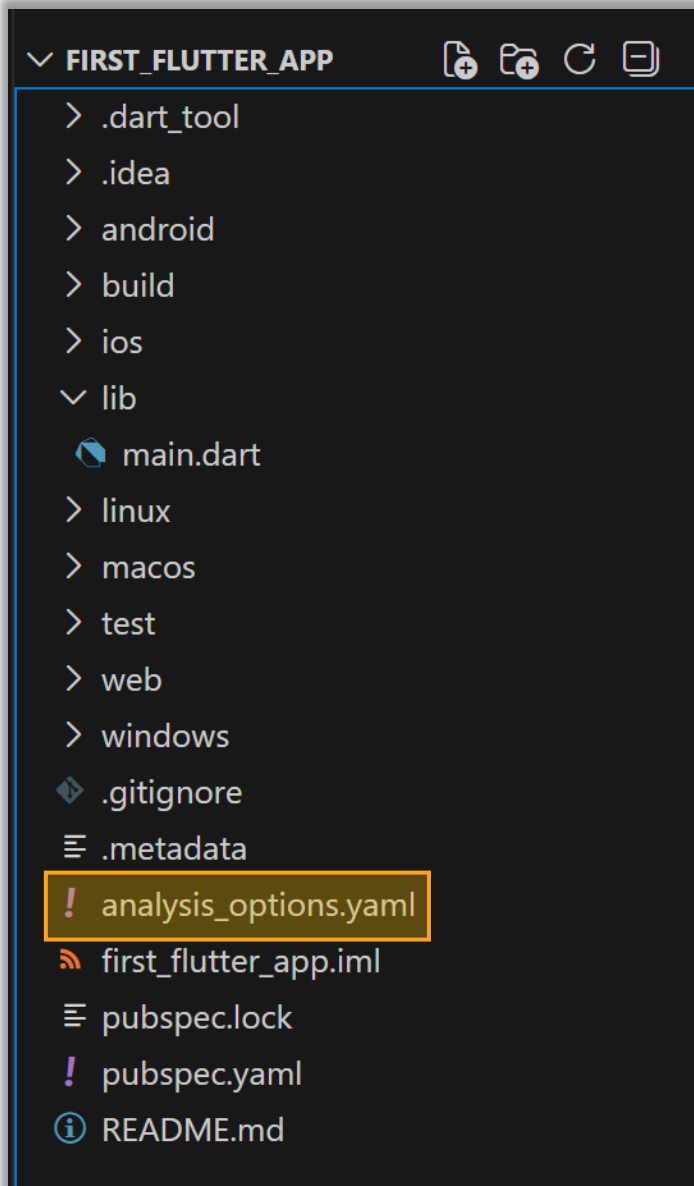 FIRST_FLUTTER_APP
.dart_tool
.idea
android
build
ios
lib
main.dart
linux
macos
test
web
windows
.gitignore
.metadata
! analysis_options.yaml
first_flutter_app.iml
pubspec.lock
! pubspec.yaml
README.md